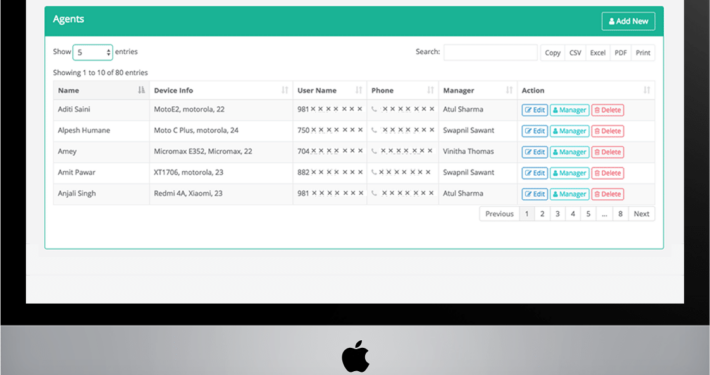 Agents
Add New
Show 5 entries
Search:
Copy CSV Excel PDF Print
Showing 1 to 10 of 80 entries
Name Device Info User Name Phone Manager Action
Aditi Saini MotoE2, motorola, 22 981××××××× ××××××× Atul Sharma Edit Manager Delete
Alpesh Humane Moto C Plus, motorola, 24 750××××××× ××××××× Swapnil Sawant Edit Manager Delete
Amey Micromax E352, Micromax, 22 704××××××× ××××××× Vinitha Thomas Edit Manager Delete
Amit Pawar XT1706, motorola, 23 882××××××× ××××××× Swapnil Sawant Edit Manager Delete
Anjali Singh Redmi 4A, Xiaomi, 23 981××××××× ××××××× Atul Sharma Edit Manager Delete
Previous 1 2 3 4 5 ... 8 Next